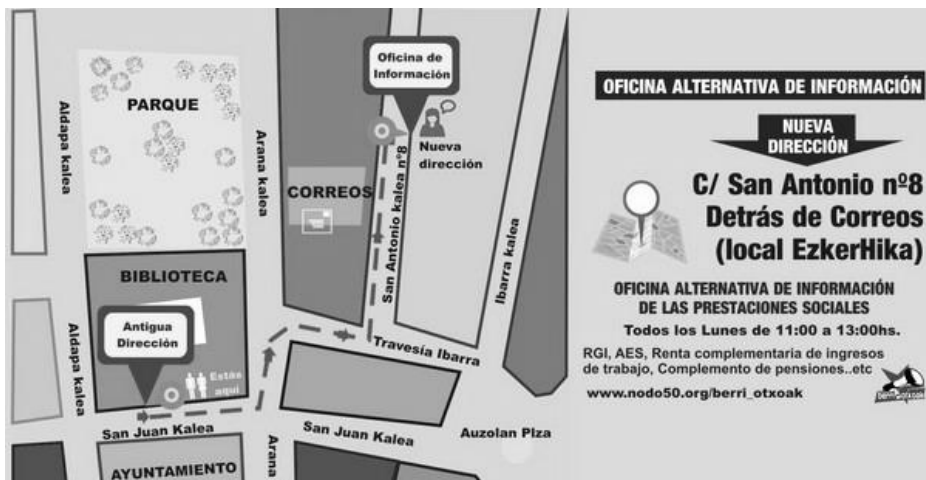 Aldapa kalea
PARQUE
Arana kalea
Oficina de
Información
Nueva
dirección
CORREOS
San Antonio kalea nº8
Ibarra kalea
BIBLIOTECA
Antigua
Dirección
Estás
aquí
Aldapa kalea
Travesía Ibarra
San Juan Kalea
San Juan Kalea
Auzolan Plza
AYUNTAMIENTO
Arana
OFICINA ALTERNATIVA DE INFORMACIÓN
NUEVA
DIRECCIÓN
C/ San Antonio nº8
Detrás de Correos
(local EzkerHika)
OFICINA ALTERNATIVA DE INFORMACIÓN
DE LAS PRESTACIONES SOCIALES
Todos los Lunes de 11:00 a 13:00hs.
RGI, AES, Renta complementaria de ingresos
de trabajo, Complemento de pensiones..etc
www.nodo50.org/berri_otxoak
berri otxoak